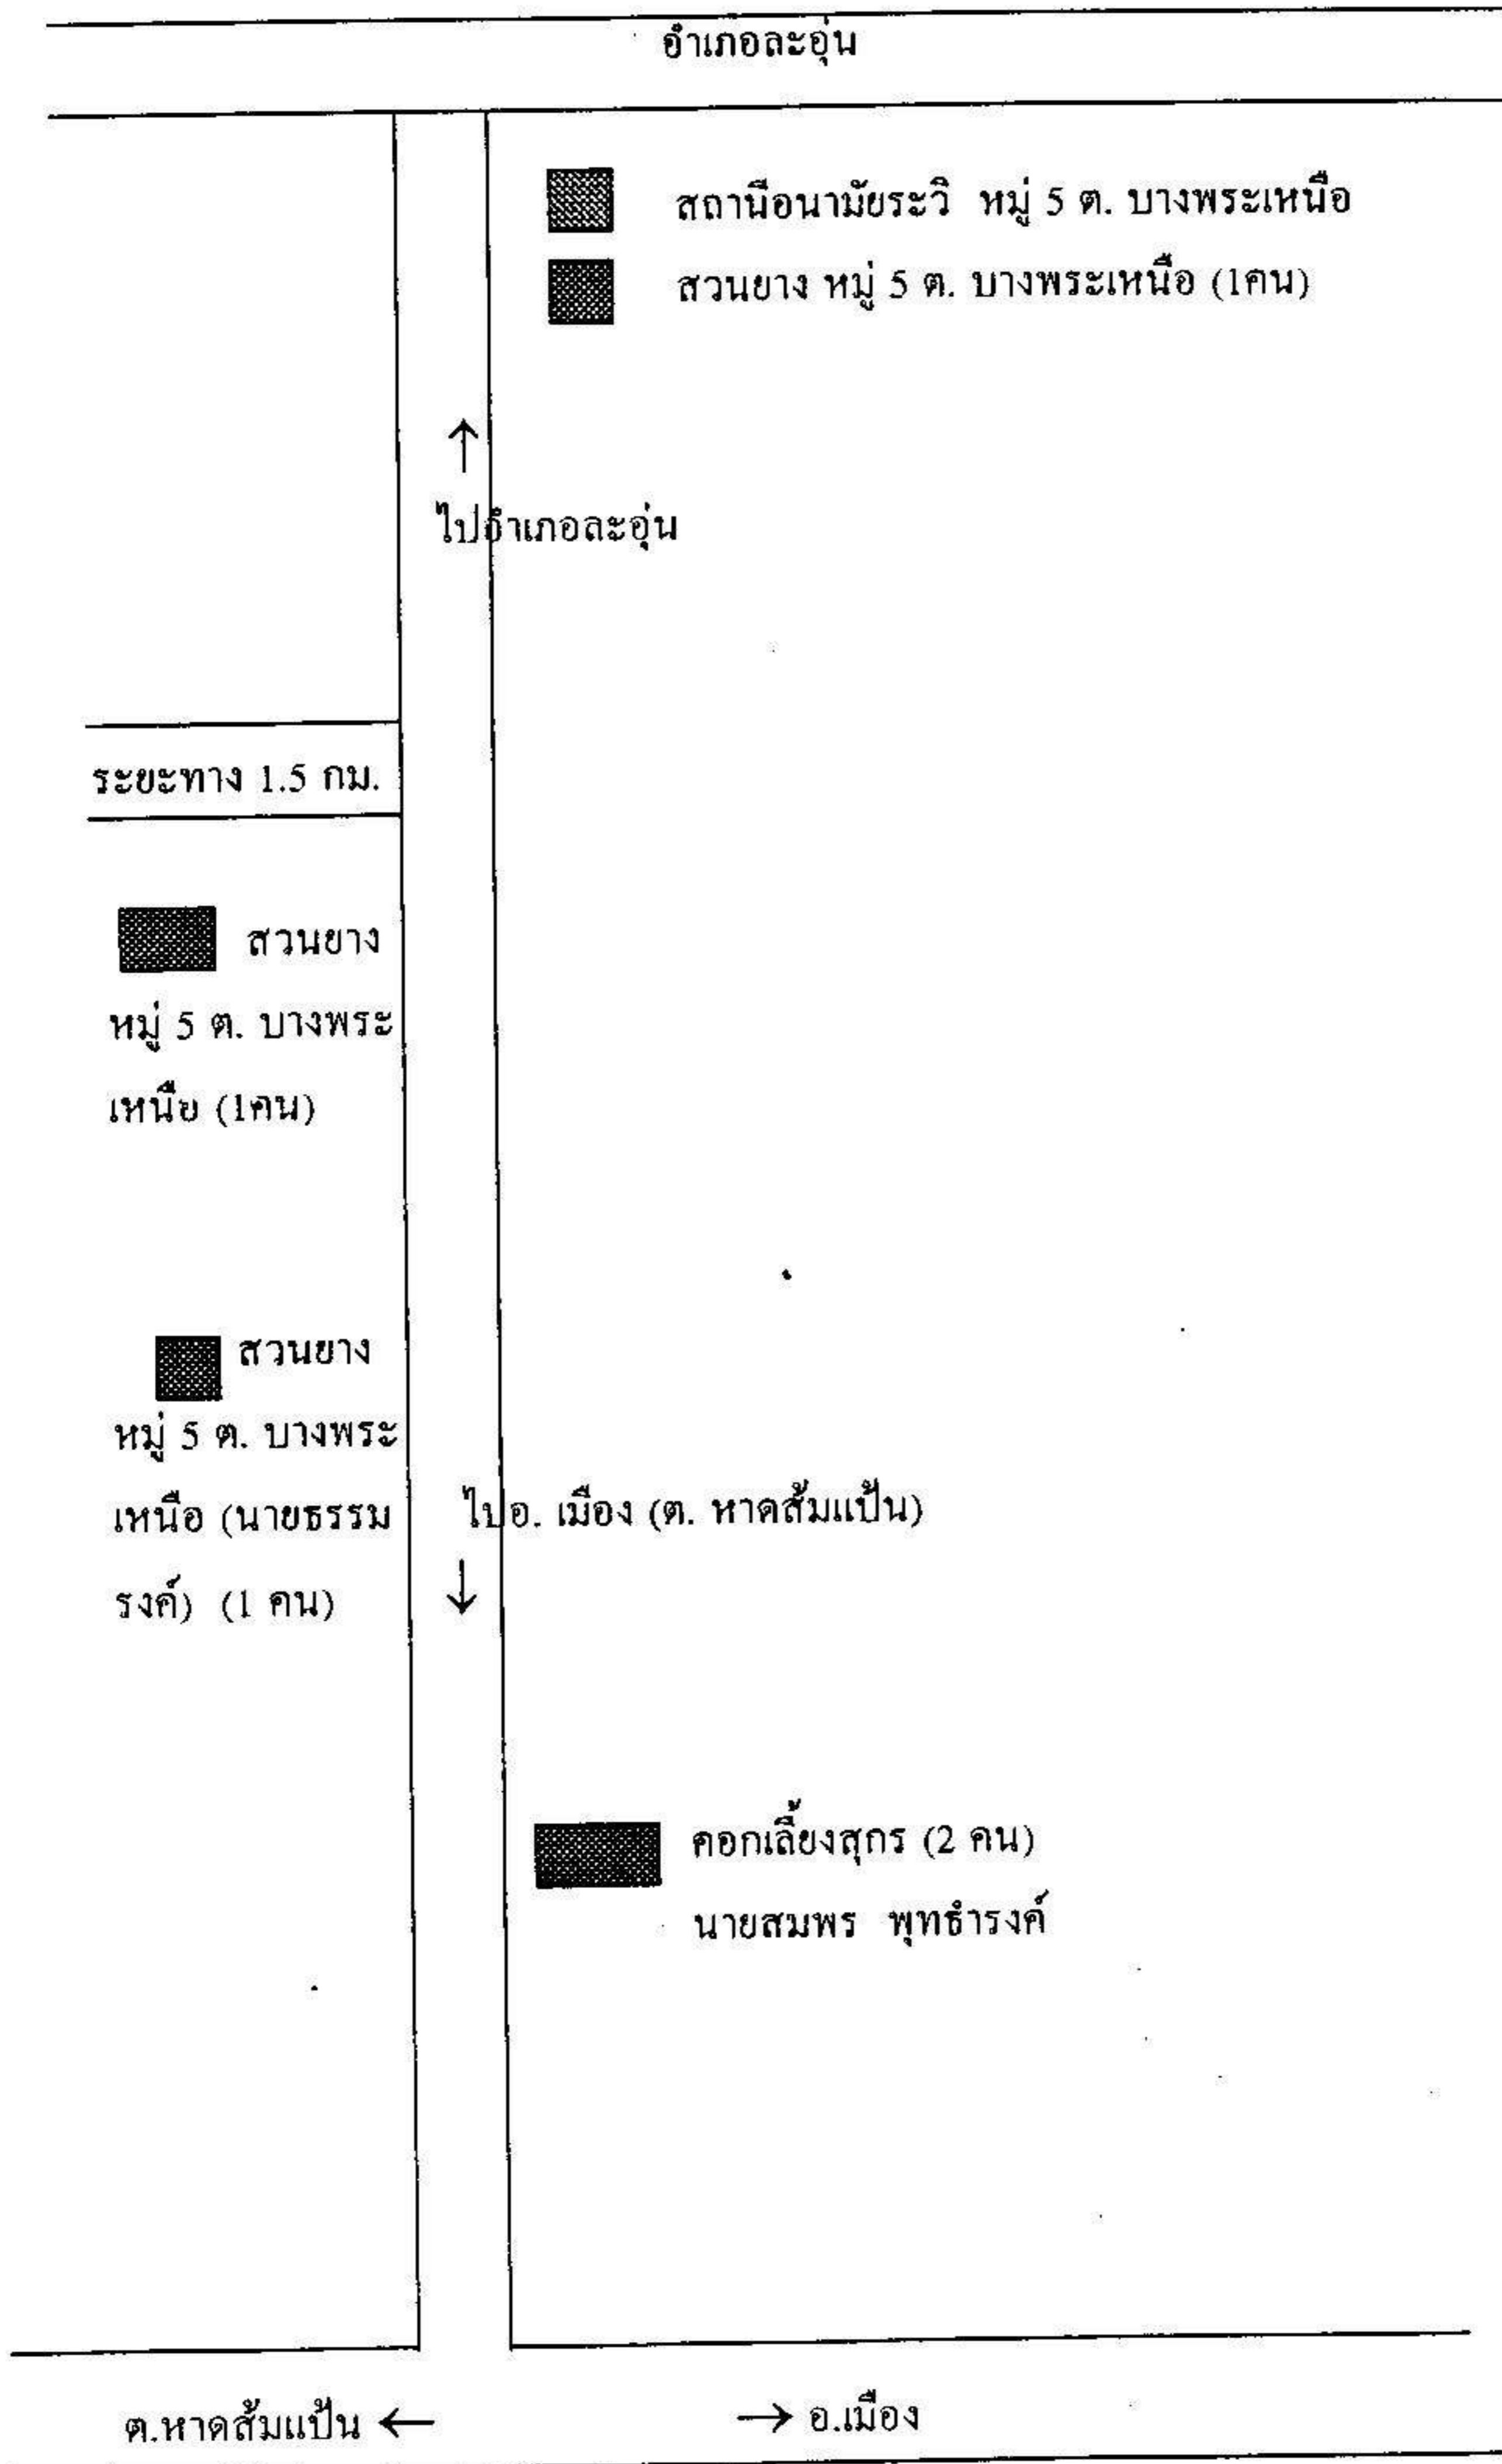 อำเภอละอุ่น
สถานีอนามัยระวิ หมู่ 5 ต. บางพระเหนือ
สวนยาง หมู่ 5 ต. บางพระเหนือ (1คน)
↑
ไปอำเภอละอุ่น
ระยะทาง 1.5 กม.
สวนยาง
หมู่ 5 ต. บางพระ
เหนือ (1คน)
สวนยาง
หมู่ 5 ต. บางพระ
เหนือ (นายธรรม
รงค์) (1 คน)
ไปอ. เมือง (ต. หาดส้มแป้น)
↓
คอกเลี้ยงสุกร (2 คน)
นายสมพร พุทธำรงค์
ต.หาดส้มแป้น ←
→ อ.เมือง